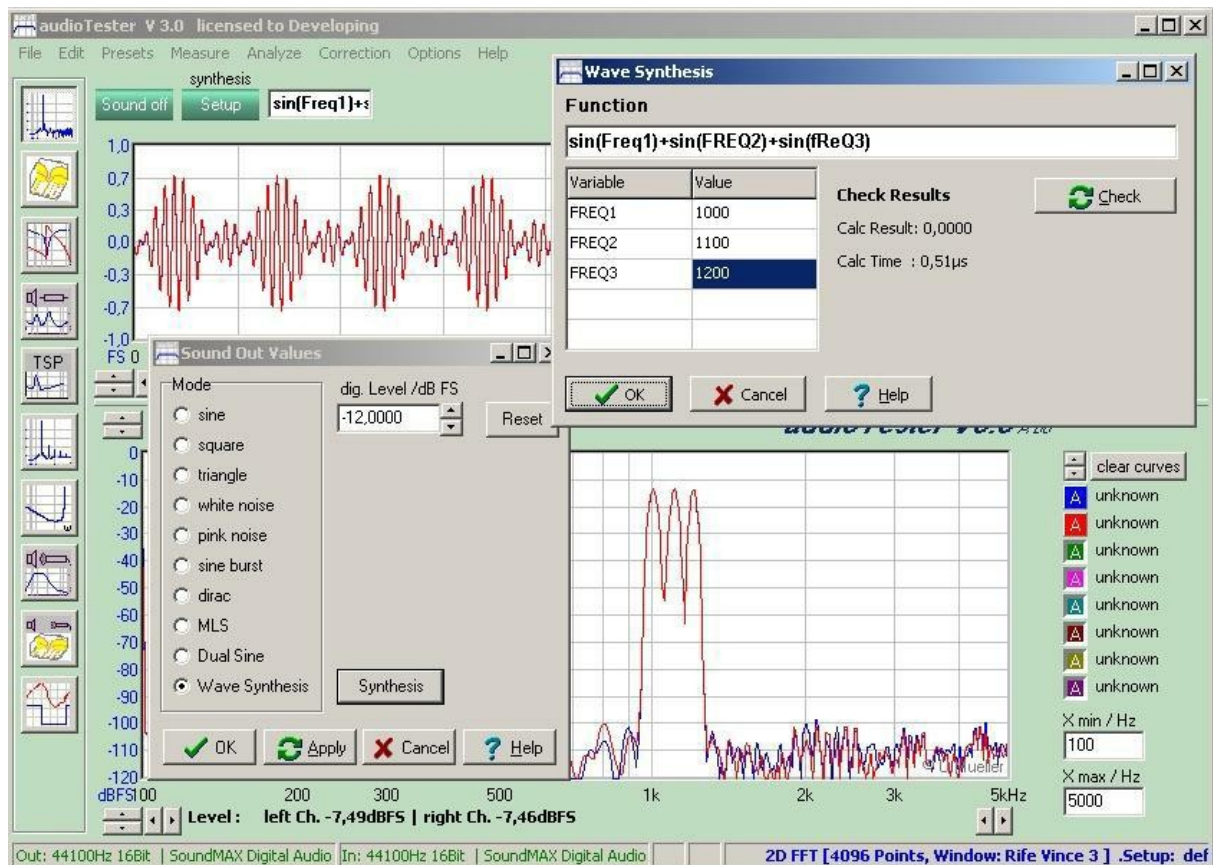 audioTester V 3.0 licensed to Developing
File Edit Presets Measure Analyze Correction Options Help
synthesis
Sound off
Setup
sin(Freq1)+s
1,0
0,7
0,3
0,0
-0,3
-0,7
-1,0
FS 0
TSP
Wave Synthesis
Function
sin(Freq1)+sin(FREQ2)+sin(fReQ3)
Variable Value
FREQ1 1000
FREQ2 1100
FREQ3 1200
Check Results
Calc Result: 0,0000
Calc Time : 0,51µs
Check
OK
Cancel
Help
Sound Out Values
Mode
sine
square
triangle
white noise
pink noise
sine burst
dirac
MLS
Dual Sine
Wave Synthesis
dig. Level /dB FS
-12,0000
Reset
Synthesis
OK
Apply
Cancel
Help
0
-10
-20
-30
-40
-50
-60
-70
-80
-90
-100
-110
-120
dBFS100 200 300 500 1k 2k 3k 5kHz
Level : left Ch. -7,49dBFS | right Ch. -7,46dBFS
clear curves
A unknown
A unknown
A unknown
A unknown
A unknown
A unknown
A unknown
A unknown
X min / Hz
100
X max / Hz
5000
Out: 44100Hz 16Bit | SoundMAX Digital Audio In: 44100Hz 16Bit | SoundMAX Digital Audio 2D FFT [4096 Points, Window: Rife Vince 3 ] .Setup: def